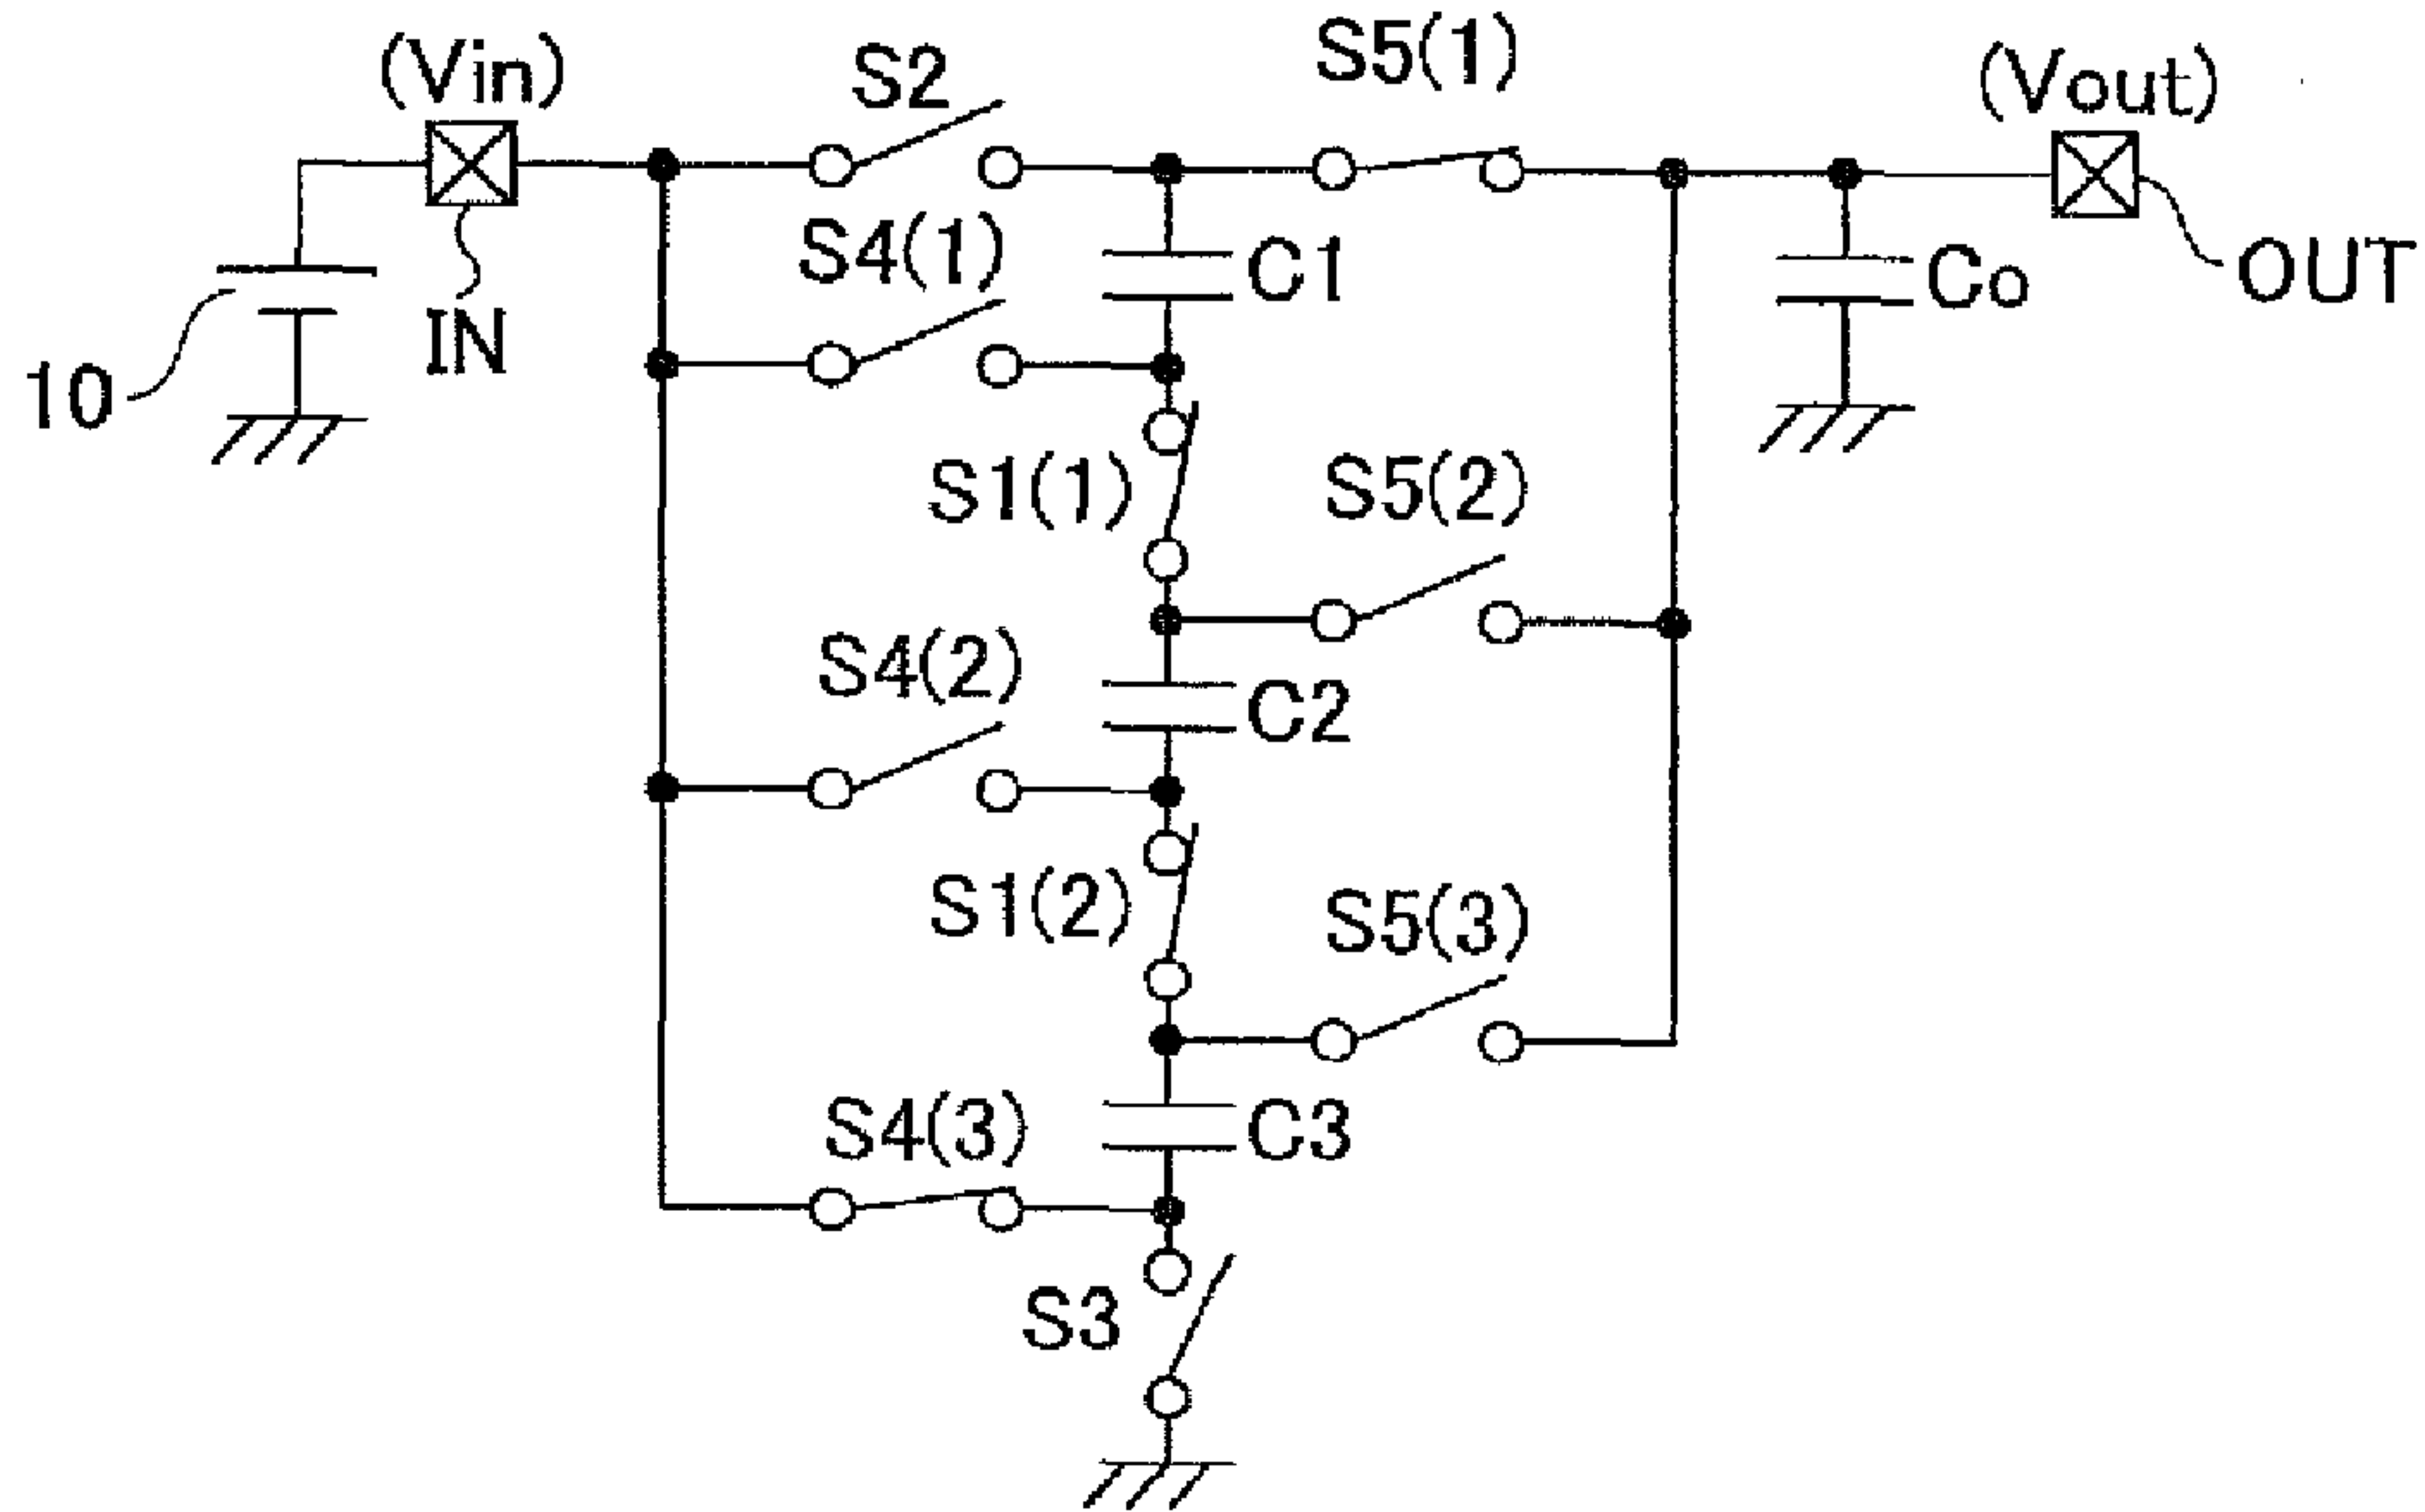 (Vin)
S2
S5(1)
(Vout)
S4(1)
C1
Co
OUT
IN
10
S1(1)
S5(2)
S4(2)
C2
S1(2)
S5(3)
S4(3)
C3
S3